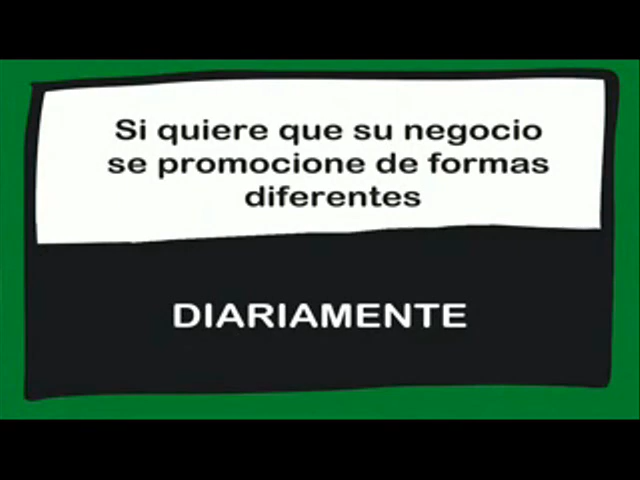 Si quiere que su negocio
se promocione de formas
diferentes
DIARIAMENTE